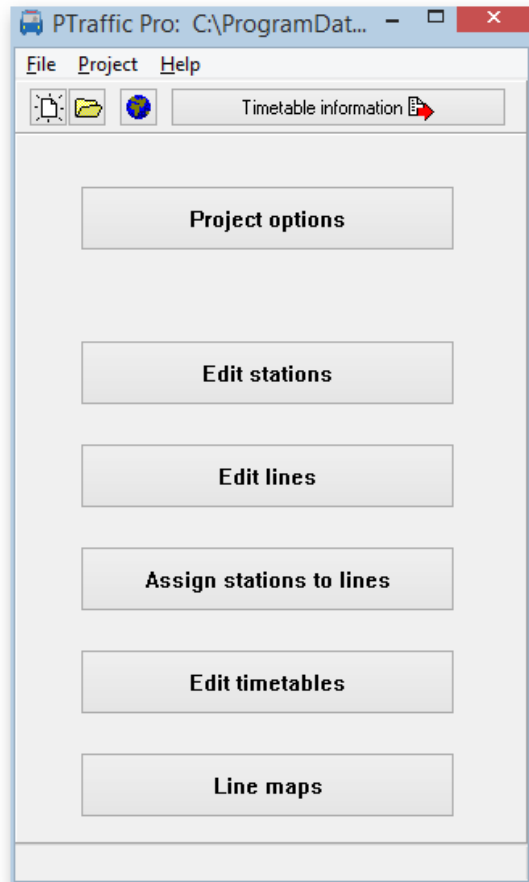 PTraffic Pro: C:\ProgramDat...
File Project Help
Timetable information
Project options
Edit stations
Edit lines
Assign stations to lines
Edit timetables
Line maps